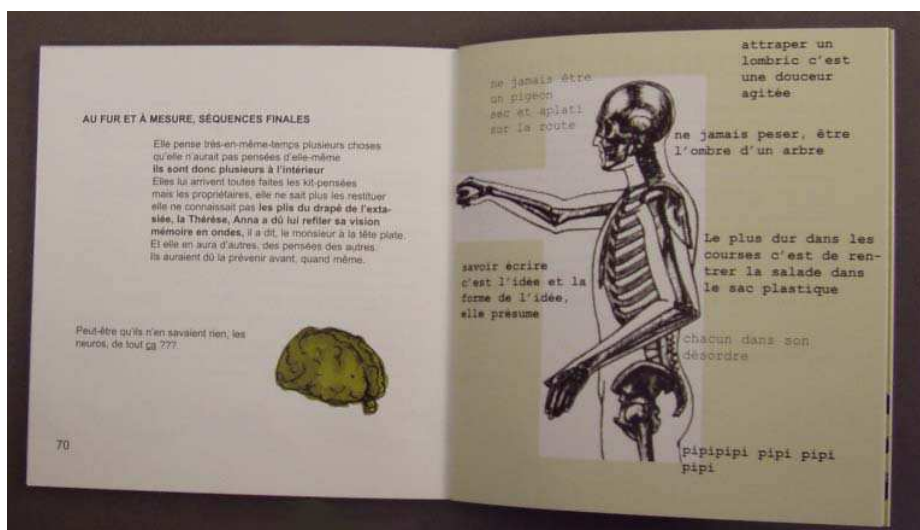 AU FUR ET À MESURE, SÉQUENCES FINALES
Elle pense très-en-même-temps plusieurs choses
qu'elle n'aurait pas pensées d'elle-même
ils sont donc plusieurs à l'intérieur
Elles lui arrivent toutes faites les kit-pensées
mais les propriétaires, elle ne sait plus les restituer
elle ne connaissait pas les plis du drapé de l'exta-
siée, la Thérèse, Anna a dû lui refiler sa vision
mémoire en ondes, il a dit, le monsieur à la tête plate.
Et elle en aura d'autres, des pensées des autres.
Ils auraient dû la prévenir avant, quand même.
Peut-être qu'ils n'en savaient rien, les
neuros, de tout ça ???
70
ne jamais être
un pigeon
sec et aplati
sur la route
attraper un
lombric c'est
une douceur
agitée
ne jamais peser, être
l'ombre d'un arbre
Le plus dur dans les
courses c'est de ren-
trer la salade dans
le sac plastique
savoir écrire
c'est l'idée et la
forme de l'idée,
elle présume
chacun dans son
désordre
pipipipi pipi pipi
pipi